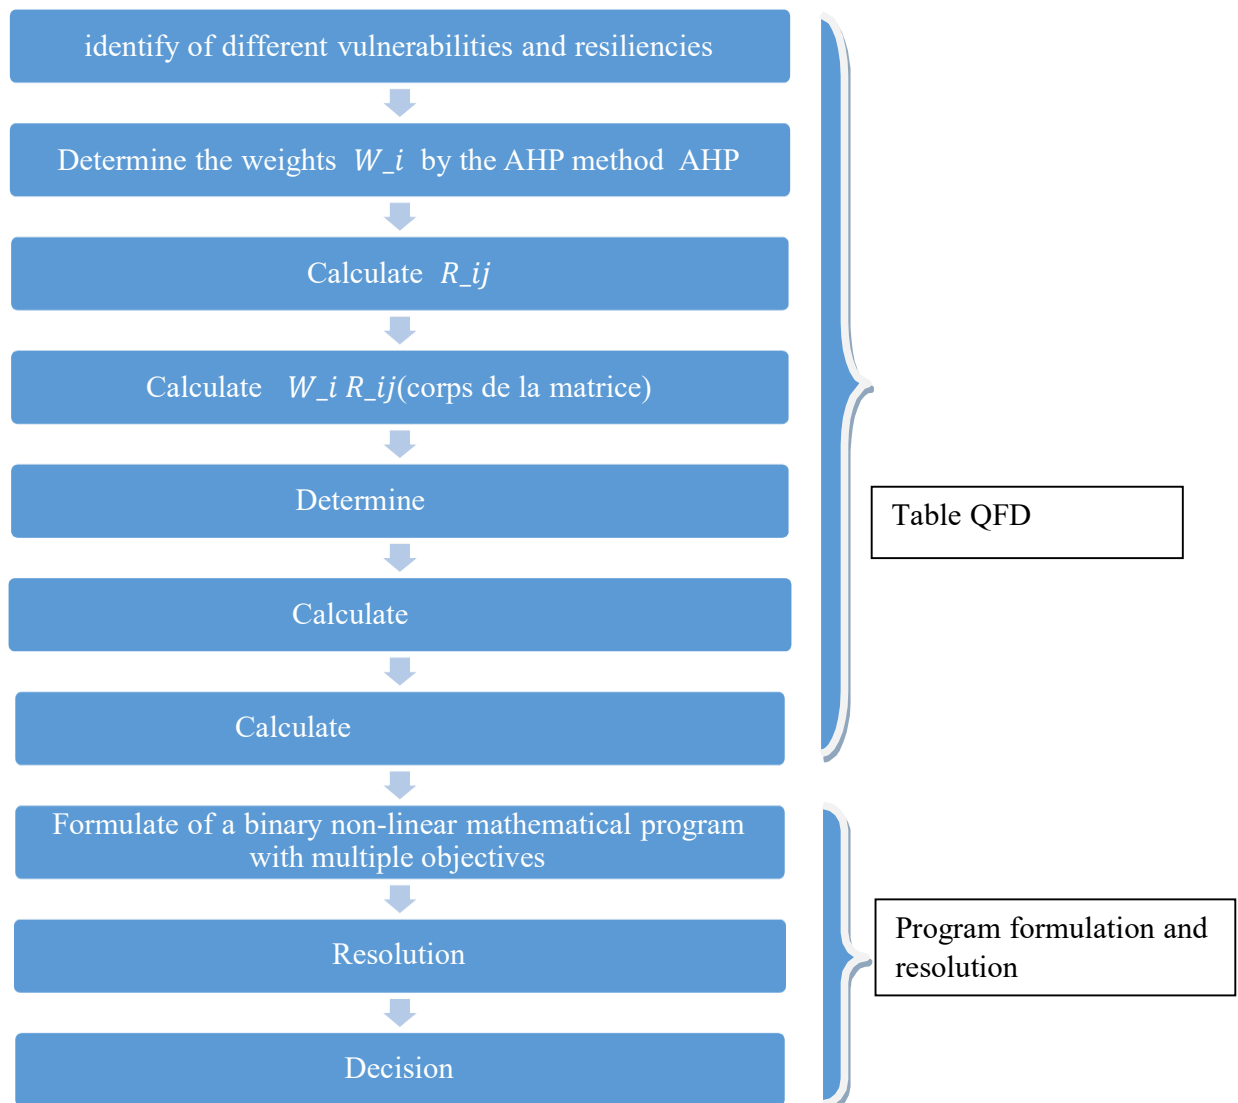 identify of different vulnerabilities and resiliencies
Determine the weights W_i by the AHP method AHP
Calculate R_ij
Calculate W_i R_ij(corps de la matrice)
Determine
Calculate
Calculate
Table QFD
Formulate of a binary non-linear mathematical program
with multiple objectives
Resolution
Decision
Program formulation and
resolution